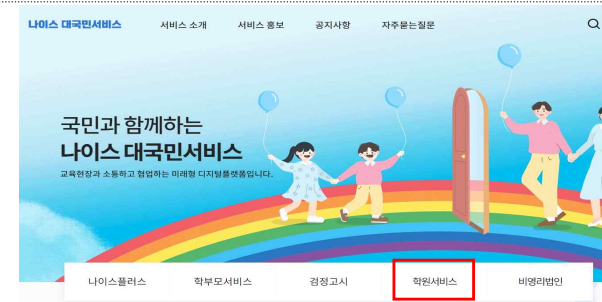 나이스 대국민서비스 서비스 소개 서비스 홍보 공지사항 자주묻는질문
국민과 함께하는
나이스 대국민서비스
교육현장과 소통하고 협업하는 미래형 디지털플랫폼입니다.
나이스플러스 학부모서비스 검정고시 학원서비스 비영리법인